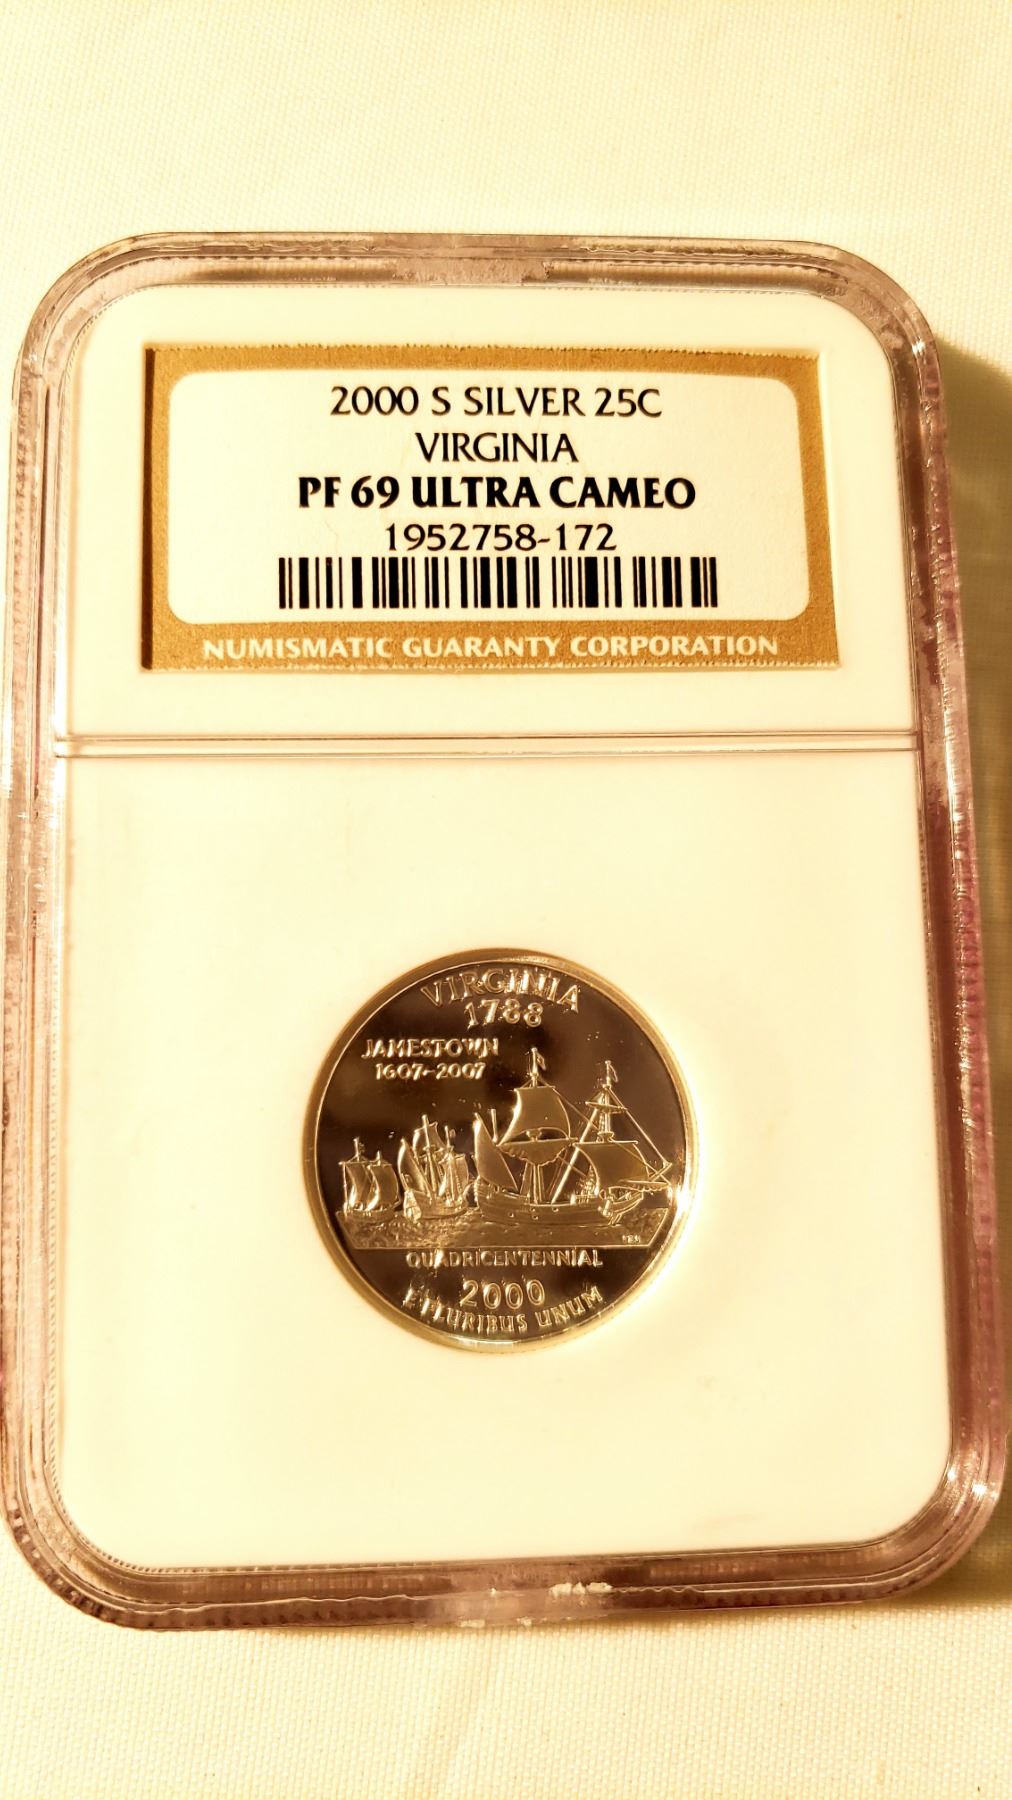 2000 S SILVER 25C
VIRGINIA
PF 69 ULTRA CAMEO
1952758-172
NUMISMATIC GUARANTY CORPORATION
VIRGINIA
1788
JAMESTOWN
1607-2007
QUADRICENTENNIAL
2000
E PLURIBUS UNUM